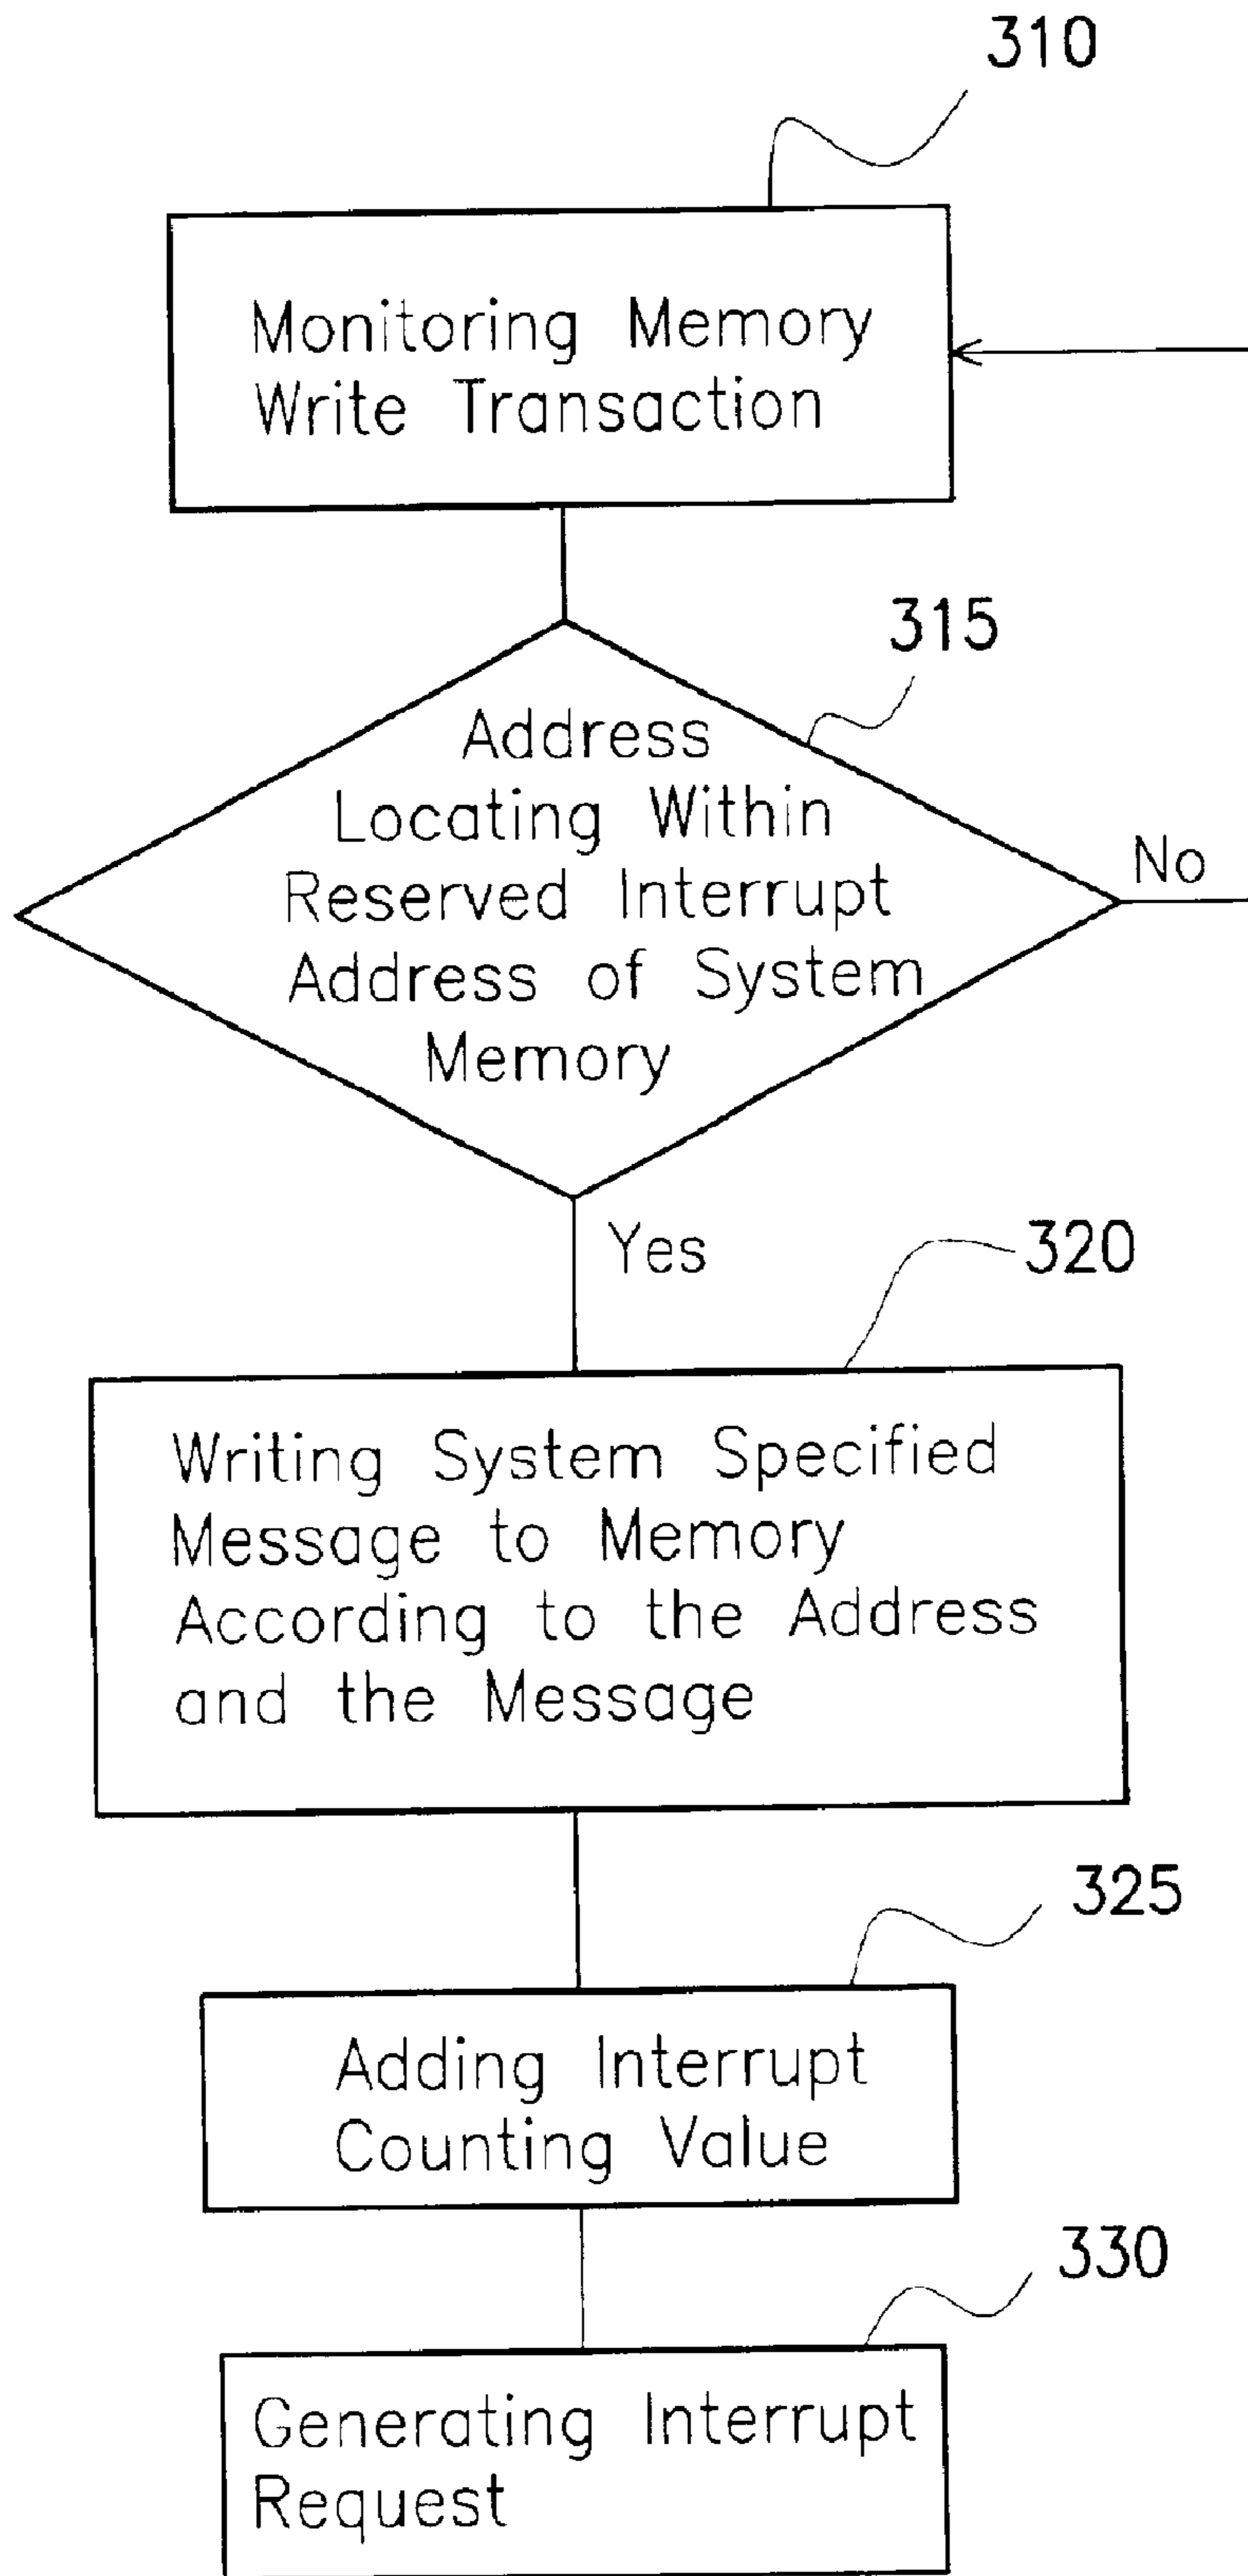 310
Monitoring Memory
Write Transaction
315
Address
Locating Within
Reserved Interrupt
Address of System
Memory
No
Yes
320
Writing System Specified
Message to Memory
According to the Address
and the Message
325
Adding Interrupt
Counting Value
330
Generating Interrupt
Request